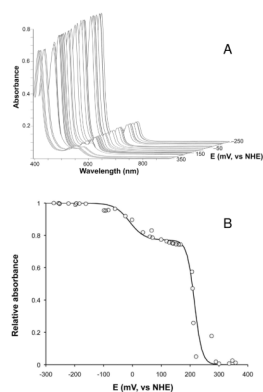 A
0.8
0.6
0.4
0.2
Absorbance
400
600
800
Wavelength (nm)
350
150
-50
-250
E (mV, vs NHE)
B
1
0.8
0.6
0.4
0.2
0
Relative absorbance
-300 -200 -100 0 100 200 300 400
E (mV, vs NHE)